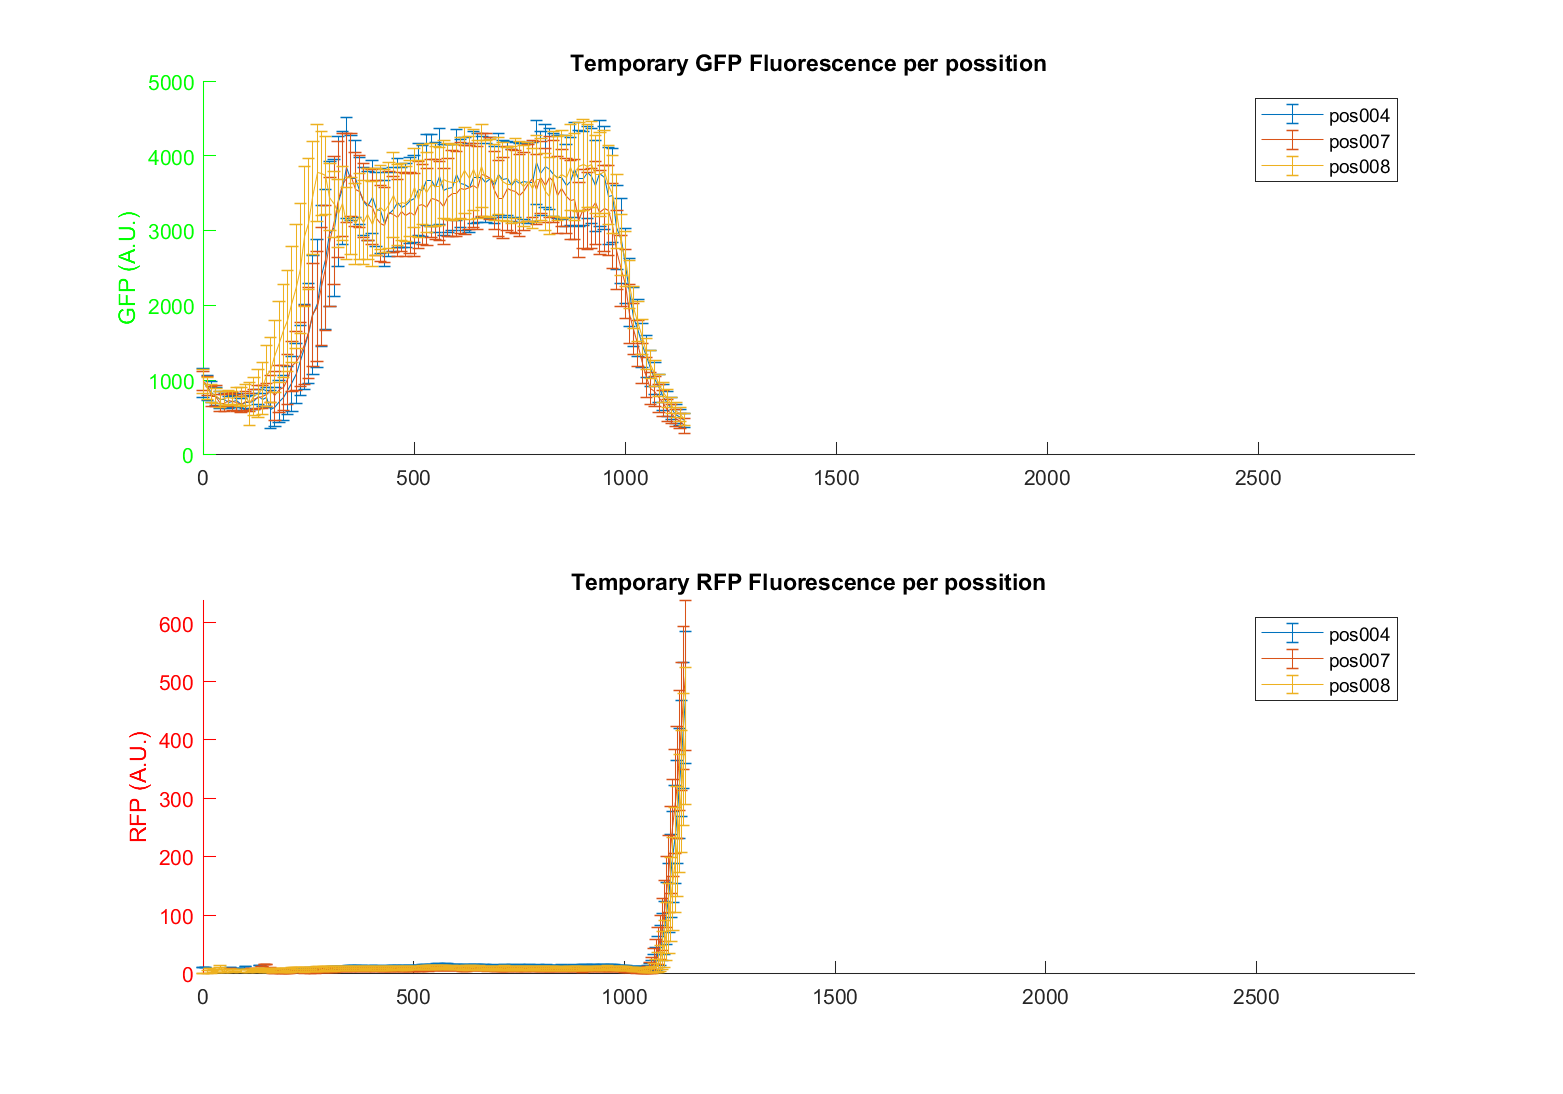 Temporary GFP Fluorescence per possition
5000
4000
3000
2000
1000
0
GFP (A.U.)
0 500 1000 1500 2000 2500
pos004
pos007
pos008
Temporary RFP Fluorescence per possition
600
500
400
300
200
100
0
RFP (A.U.)
0 500 1000 1500 2000 2500
pos004
pos007
pos008